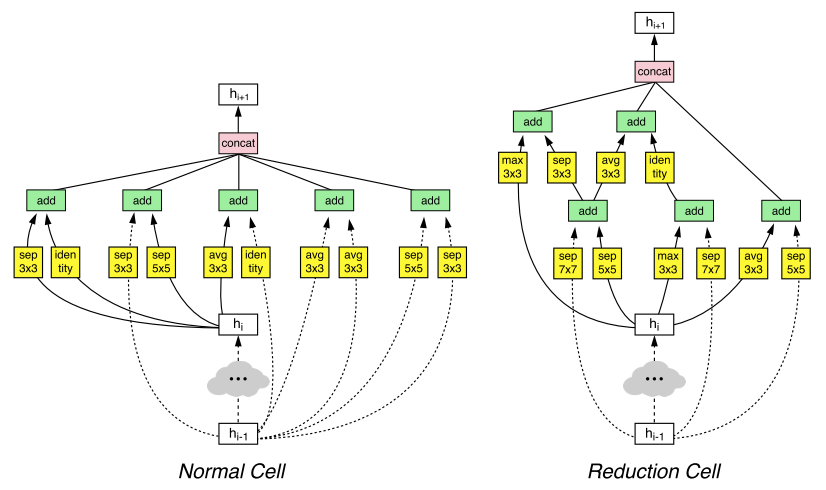 h_{i+1}
concat
add add add add add
sep iden sep sep avg iden avg avg sep sep
3x3 tity 3x3 5x5 3x3 tity 3x3 3x3 5x5 3x3
h_i
...
h_{i-1}
Normal Cell
h_{i+1}
concat
add add
max sep avg iden
3x3 3x3 3x3 tity
add add add
sep sep max sep avg sep
7x7 5x5 3x3 7x7 3x3 5x5
h_i
...
h_{i-1}
Reduction Cell